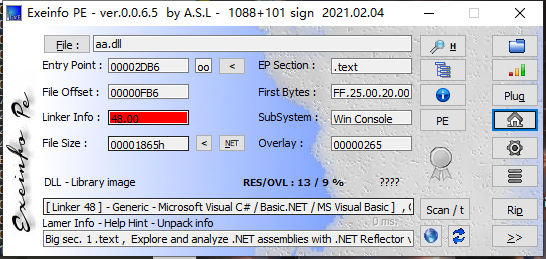 Exeinfo PE - ver.0.0.6.5 by A.S.L - 1088+101 sign 2021.02.04
File : aa.dll
H
Entry Point : 00002DB6 oo < EP Section : .text
File Offset : 00000FB6 First Bytes : FF.25.00.20.00
Plug
Linker Info : 48.00 SubSystem : Win Console PE
File Size : 00001865h < NET Overlay : 00000265
DLL - Library image RES/OVL : 13 / 9 % ????
Exeinfo Pe
[ Linker 48 ] - Generic - Microsoft Visual C# / Basic.NET / MS Visual Basic ] , Scan / t Rip
Lamer Info - Help Hint - Unpack info 0 ms.
Big sec. 1 .text , Explore and analyze .NET assemblies with .NET Reflector >>